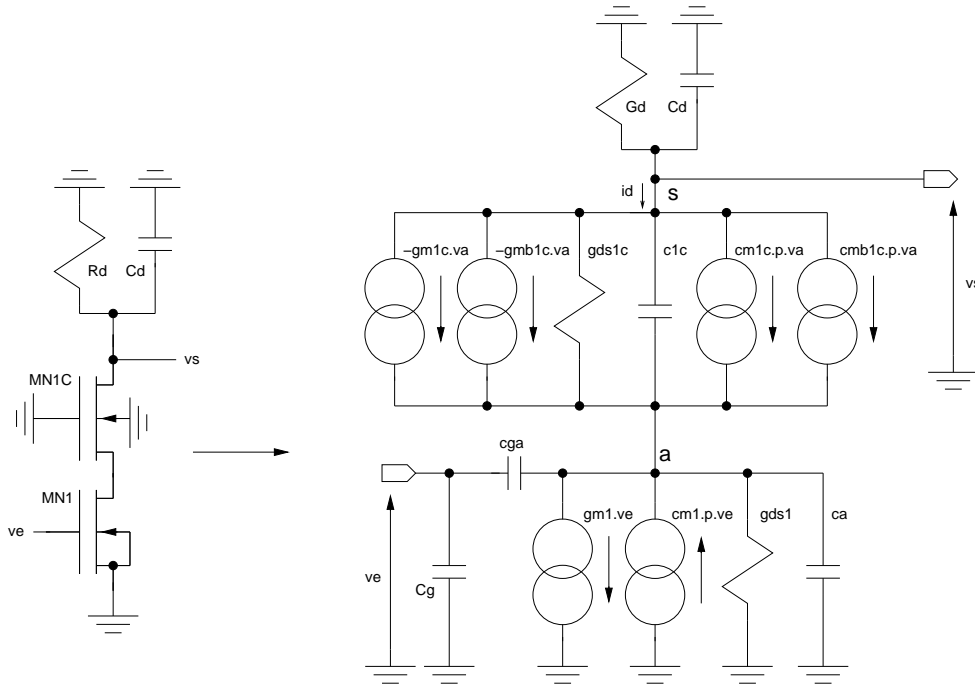 Gd Cd
id s
−gm1c.va −gmb1c.va gds1c c1c cm1c.p.va cmb1c.p.va
Rd Cd
vs
vs
MN1C
cga
a
MN1
gm1.ve cm1.p.ve gds1 ca
ve
ve
Cg